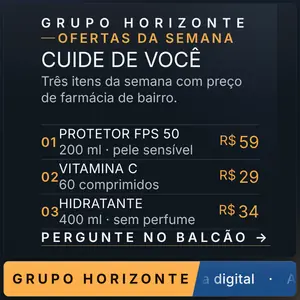 GRUPO HORIZONTE
OFERTAS DA SEMANA
CUIDE DE VOCÊ
Três itens da semana com preço
de farmácia de bairro.
01 PROTETOR FPS 50 R$ 59
200 ml · pele sensível
02 VITAMINA C R$ 29
60 comprimidos
03 HIDRATANTE R$ 34
400 ml · sem perfume
PERGUNTE NO BALCÃO →
GRUPO HORIZONTE digital ·